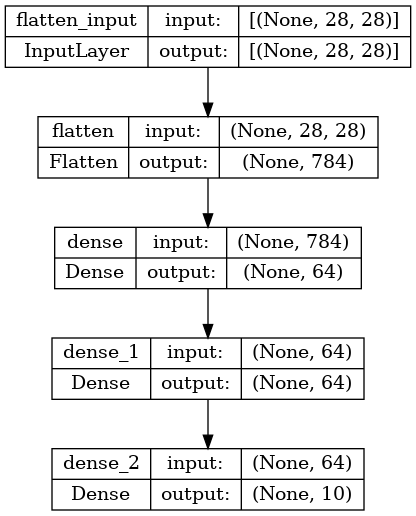 flatten_input input: [(None, 28, 28)]
InputLayer output: [(None, 28, 28)]
flatten input: (None, 28, 28)
Flatten output: (None, 784)
dense input: (None, 784)
Dense output: (None, 64)
dense_1 input: (None, 64)
Dense output: (None, 64)
dense_2 input: (None, 64)
Dense output: (None, 10)